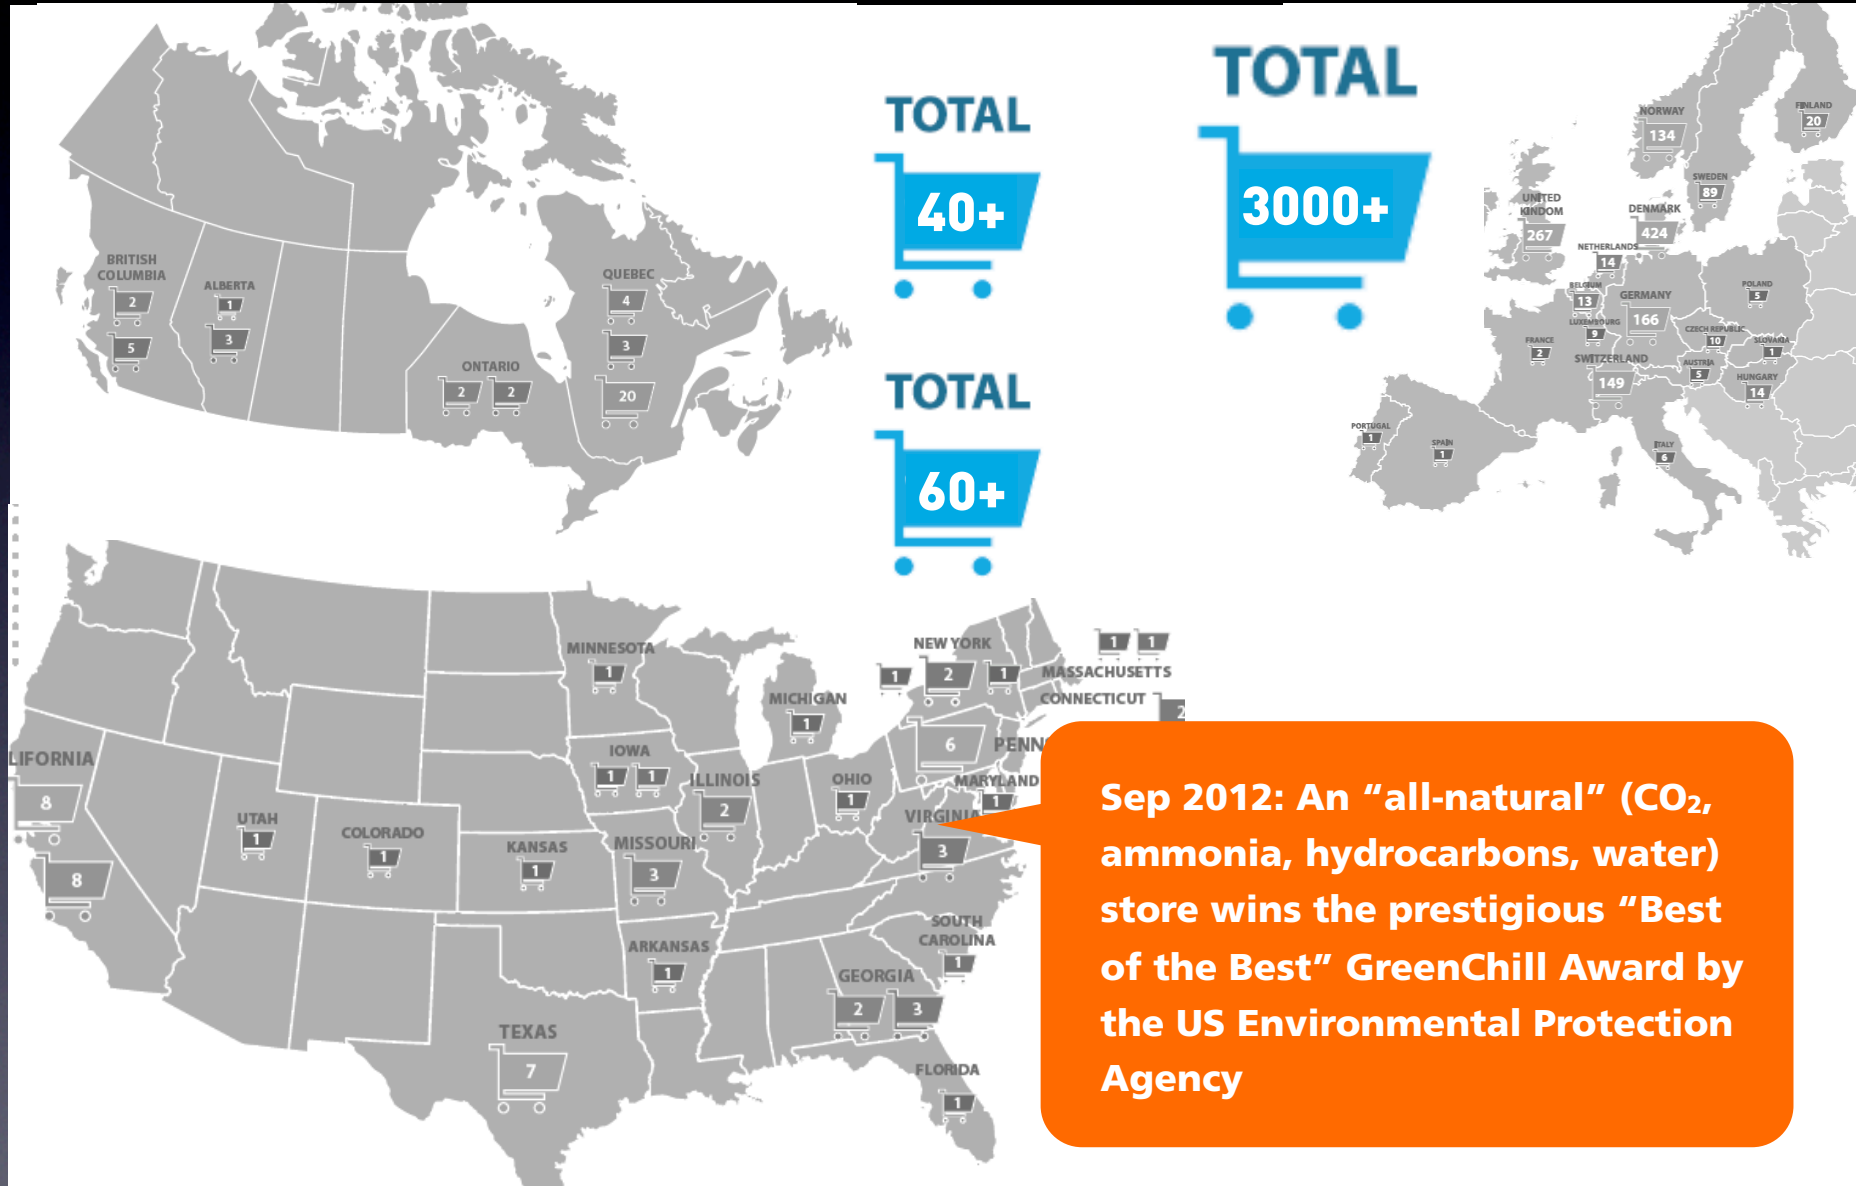 BRITISH
COLUMBIA
2
5
ALBERTA
1
3
ONTARIO
2 2
QUEBEC
4
3
20
TOTAL
40+
TOTAL
60+
TOTAL
3000+
NORWAY
134
FINLAND
20
SWEDEN
89
UNITED
KINDOM
267
DENMARK
424
NETHERLANDS
14
BELGIUM
13
GERMANY
166
POLAND
5
LUXEMBOURG
9
CZECH REPUBLIC
10
SLOVAKIA
1
FRANCE
2
SWITZERLAND
149
AUSTRIA
5
HUNGARY
14
PORTUGAL
1
SPAIN
1
ITALY
6
MINNESOTA
1
MICHIGAN
1
NEW YORK
1 2 1
1 1
MASSACHUSETTS
CONNECTICUT
2
LIFORNIA
8
8
IOWA
1 1
ILLINOIS
2
OHIO
1
6 PENN
MARYLAND
1
VIRGINIA
3
UTAH
1
COLORADO
1
KANSAS
1
MISSOURI
3
ARKANSAS
1
SOUTH
CAROLINA
1
GEORGIA
2 3
TEXAS
7
FLORIDA
1
Sep 2012: An “all-natural” (CO₂,
ammonia, hydrocarbons, water)
store wins the prestigious “Best
of the Best” GreenChill Award by
the US Environmental Protection
Agency